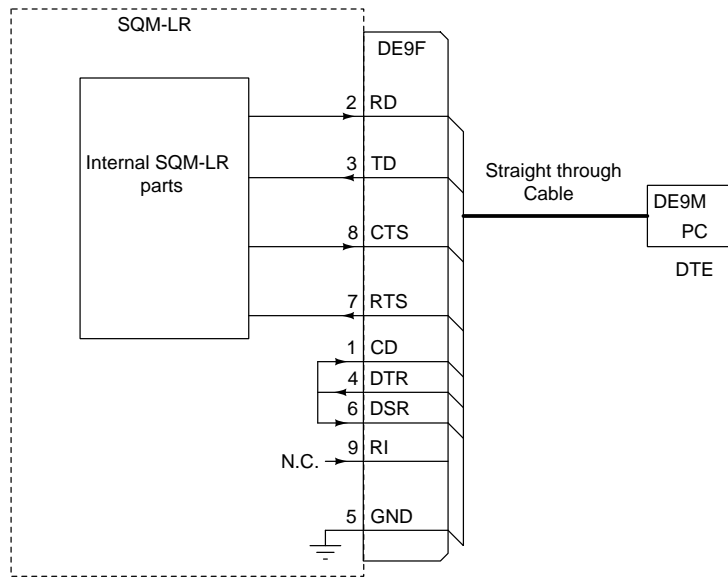 SQM-LR
DE9F
2 RD
Internal SQM-LR
parts
3 TD
Straight through
Cable
DE9M
PC
DTE
8 CTS
7 RTS
1 CD
4 DTR
6 DSR
N.C. 9 RI
5 GND